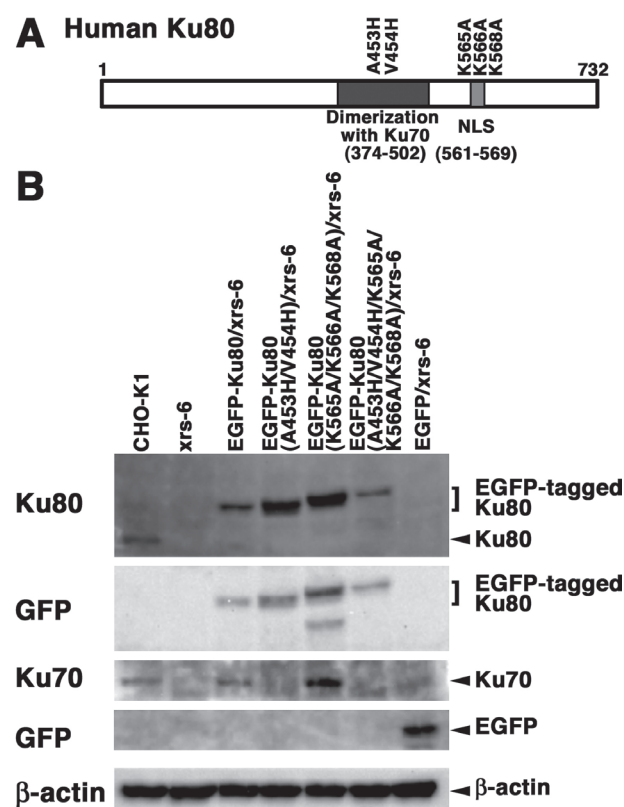 A Human Ku80
A453H
V454H
K565A
K566A
K568A
1
732
Dimerization
with Ku70
(374-502)
NLS
(561-569)
B
CHO-K1
xrs-6
EGFP-Ku80/xrs-6
EGFP-Ku80
(A453H/V454H)/xrs-6
EGFP-Ku80
(K565A/K566A/K568A)/xrs-6
EGFP-Ku80
(A453H/V454H/K565A/
K566A/K568A)/xrs-6
EGFP/xrs-6
Ku80
EGFP-tagged
Ku80
Ku80
GFP
EGFP-tagged
Ku80
Ku70
Ku70
GFP
EGFP
β-actin
β-actin